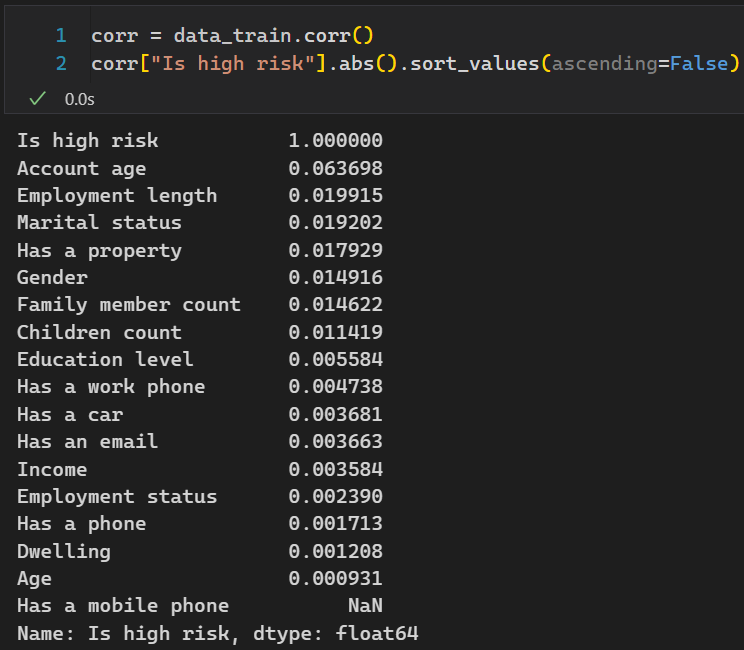 1 corr = data_train.corr()
2 corr["Is high risk"].abs().sort_values(ascending=False)
0.0s
Is high risk 1.000000
Account age 0.063698
Employment length 0.019915
Marital status 0.019202
Has a property 0.017929
Gender 0.014916
Family member count 0.014622
Children count 0.011419
Education level 0.005584
Has a work phone 0.004738
Has a car 0.003681
Has an email 0.003663
Income 0.003584
Employment status 0.002390
Has a phone 0.001713
Dwelling 0.001208
Age 0.000931
Has a mobile phone NaN
Name: Is high risk, dtype: float64